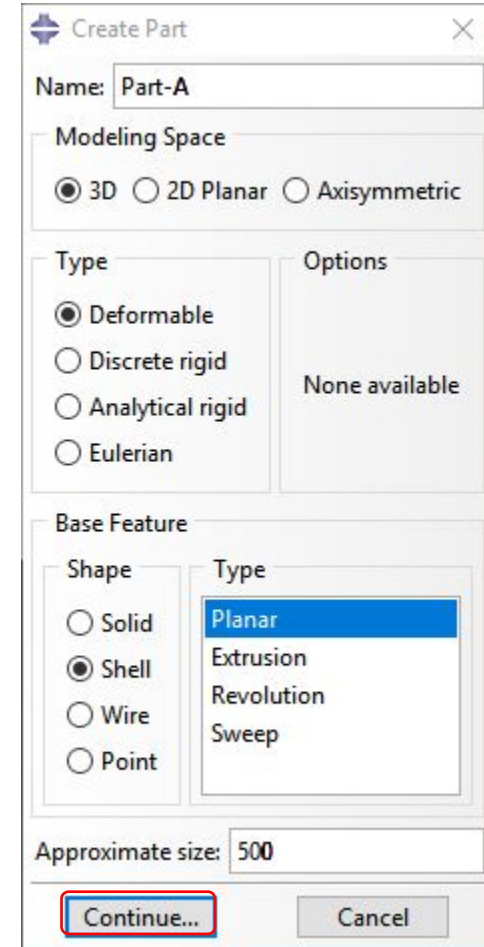 Create Part
Name: Part-A
Modeling Space
3D 2D Planar Axisymmetric
Type
Options
Deformable
Discrete rigid
Analytical rigid
Eulerian
None available
Base Feature
Shape
Type
Solid
Shell
Wire
Point
Planar
Extrusion
Revolution
Sweep
Approximate size: 500
Continue... Cancel